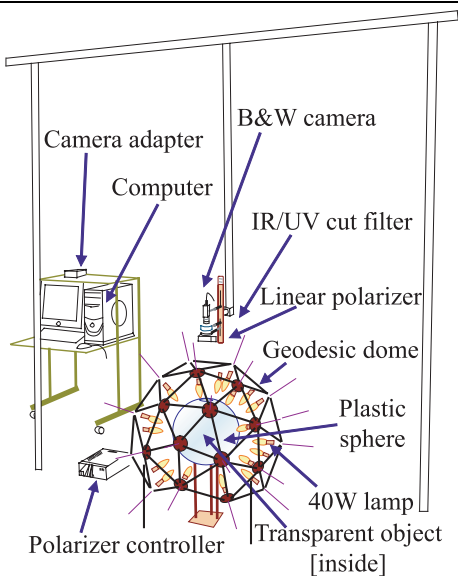 B&W camera
Camera adapter
Computer
IR/UV cut filter
Linear polarizer
Geodesic dome
Plastic
sphere
40W lamp
Transparent object
[inside]
Polarizer controller